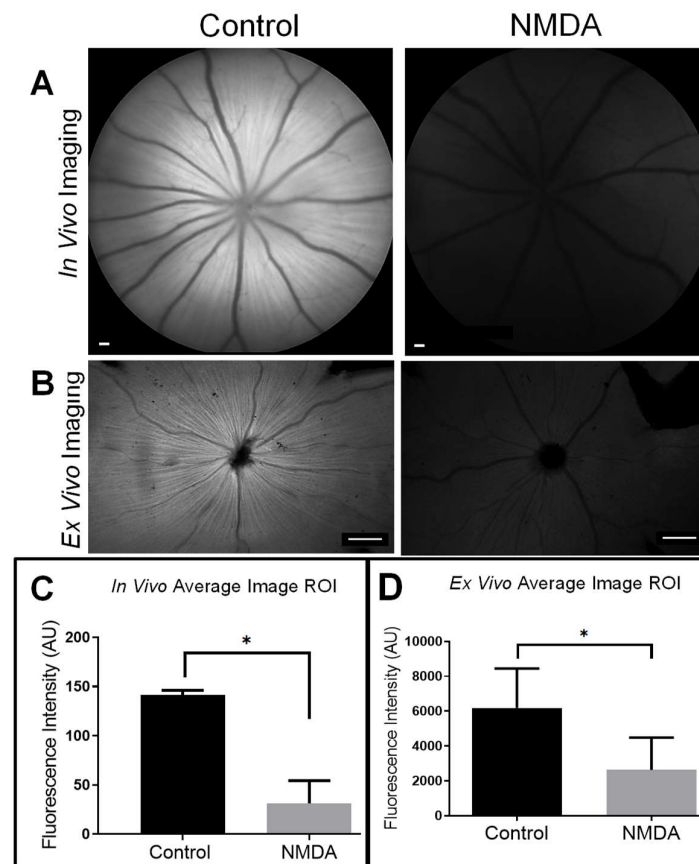 Control NMDA
A
In Vivo Imaging
B
Ex Vivo Imaging
C In Vivo Average Image ROI
Fluorescence Intensity (AU)
200
150
100
50
0
*
Control NMDA
D Ex Vivo Average Image ROI
Fluorescence Intensity (AU)
10000
8000
6000
4000
2000
0
*
Control NMDA